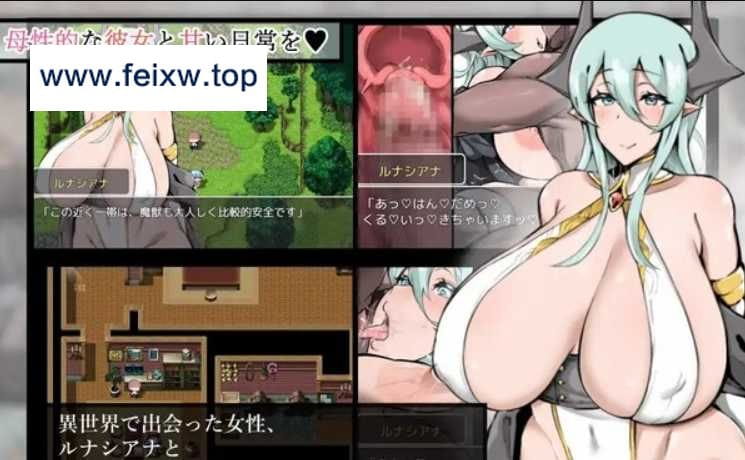 母性的な彼女と甘い日常を♥
www.feixw.top
ルナシアナ
「この近く一帯は、魔獣も大人しく比較的安全です」
ルナシアナ
「あっ♡はん♡だめっ♡
くる♡いっ♡きちゃいますッ♡
異世界で出会った女性、
ルナシアナと
ルナシアナ